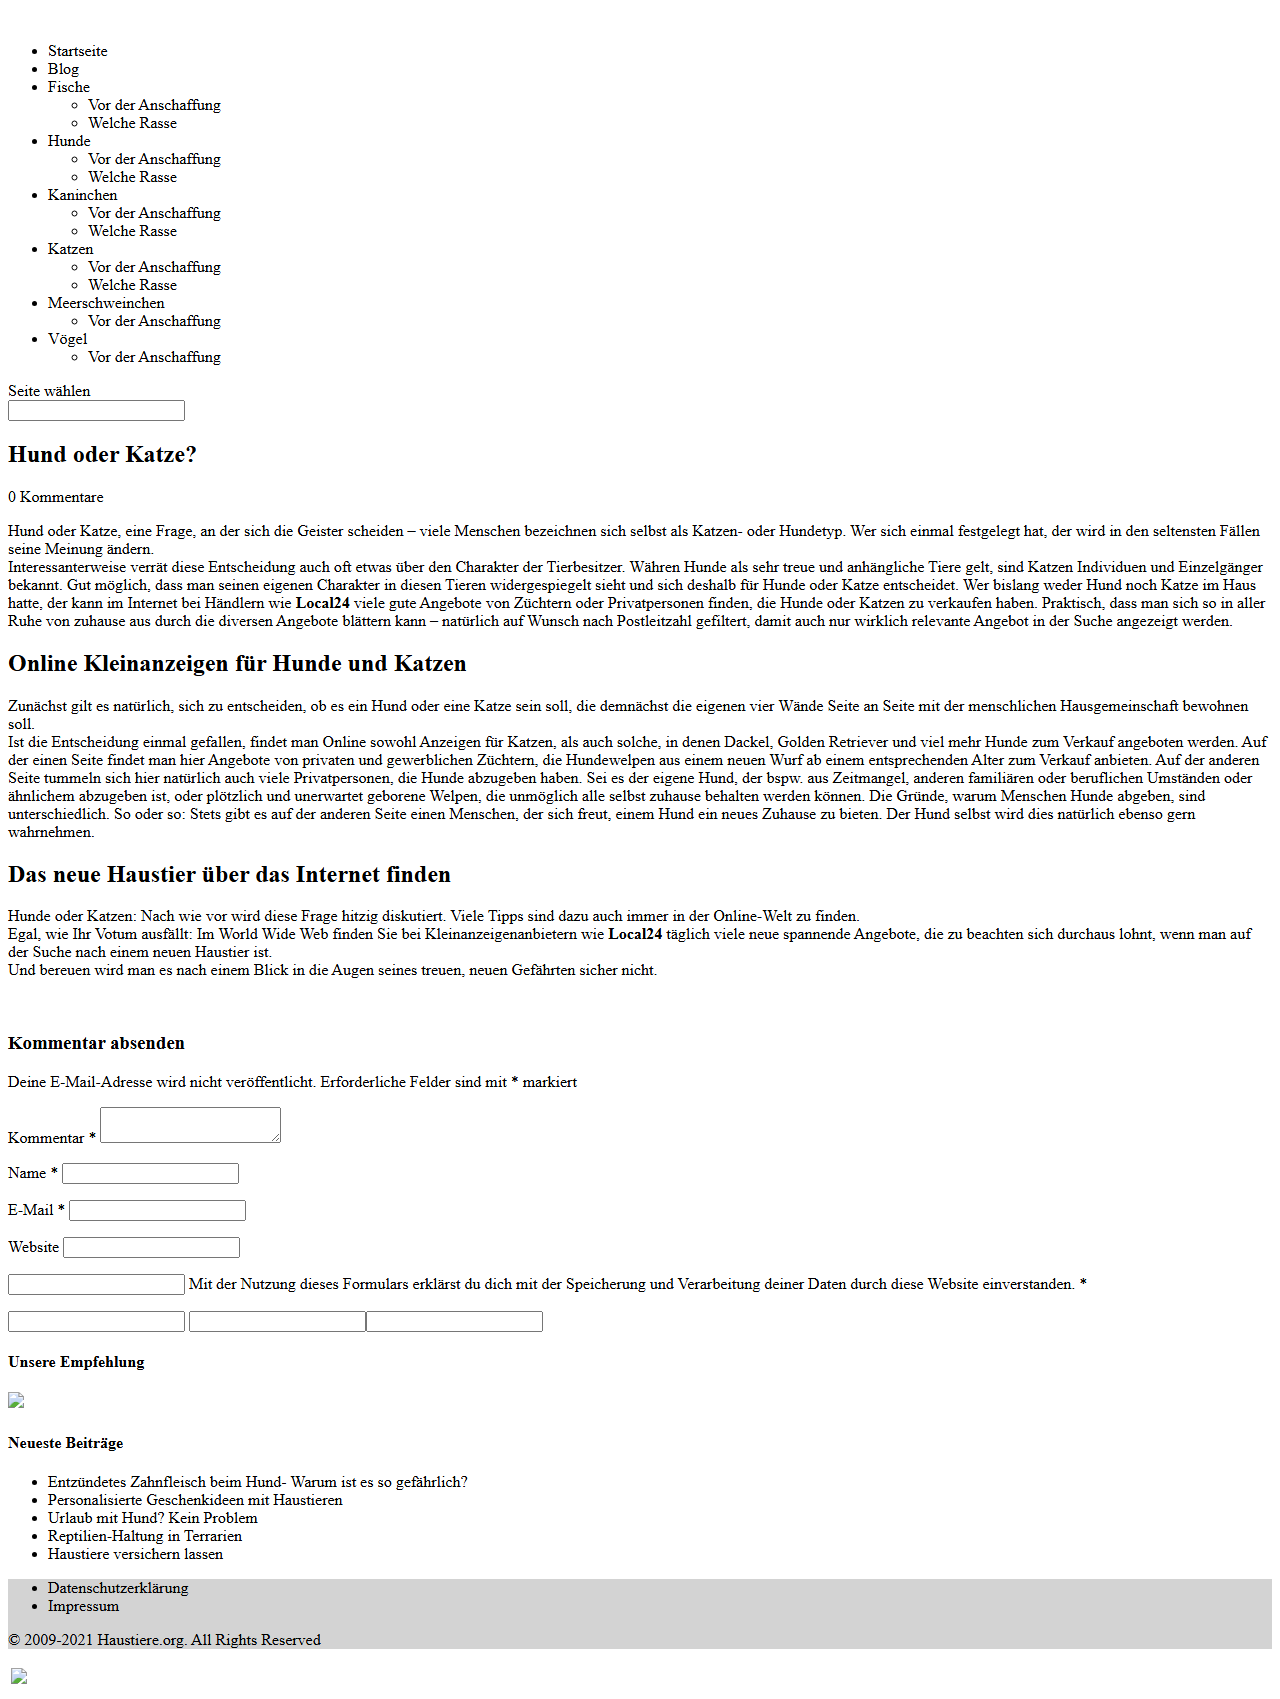 Startseite
Blog
Fische
Vor der Anschaffung
Welche Rasse
Hunde
Vor der Anschaffung
Welche Rasse
Kaninchen
Vor der Anschaffung
Welche Rasse
Katzen
Vor der Anschaffung
Welche Rasse
Meerschweinchen
Vor der Anschaffung
Vögel
Vor der Anschaffung
Seite wählen
Hund oder Katze?
0 Kommentare
Hund oder Katze, eine Frage, an der sich die Geister scheiden – viele Menschen bezeichnen sich selbst als Katzen- oder Hundetyp. Wer sich einmal festgelegt hat, der wird in den seltensten Fällen
seine Meinung ändern.
Interessanterweise verrät diese Entscheidung auch oft etwas über den Charakter der Tierbesitzer. Währen Hunde als sehr treue und anhängliche Tiere gelt, sind Katzen Individuen und Einzelgänger
bekannt. Gut möglich, dass man seinen eigenen Charakter in diesen Tieren widergespiegelt sieht und sich deshalb für Hunde oder Katze entscheidet. Wer bislang weder Hund noch Katze im Haus
hatte, der kann im Internet bei Händlern wie Local24 viele gute Angebote von Züchtern oder Privatpersonen finden, die Hunde oder Katzen zu verkaufen haben. Praktisch, dass man sich so in aller
Ruhe von zuhause aus durch die diversen Angebote blättern kann – natürlich auf Wunsch nach Postleitzahl gefiltert, damit auch nur wirklich relevante Angebot in der Suche angezeigt werden.
Online Kleinanzeigen für Hunde und Katzen
Zunächst gilt es natürlich, sich zu entscheiden, ob es ein Hund oder eine Katze sein soll, die demnächst die eigenen vier Wände Seite an Seite mit der menschlichen Hausgemeinschaft bewohnen
soll.
Ist die Entscheidung einmal gefallen, findet man Online sowohl Anzeigen für Katzen, als auch solche, in denen Dackel, Golden Retriever und viel mehr Hunde zum Verkauf angeboten werden. Auf
der einen Seite findet man hier Angebote von privaten und gewerblichen Züchtern, die Hundewelpen aus einem neuen Wurf ab einem entsprechenden Alter zum Verkauf anbieten. Auf der anderen
Seite tummeln sich hier natürlich auch viele Privatpersonen, die Hunde abzugeben haben. Sei es der eigene Hund, der bspw. aus Zeitmangel, anderen familiären oder beruflichen Umständen oder
ähnlichem abzugeben ist, oder plötzlich und unerwartet geborene Welpen, die unmöglich alle selbst zuhause behalten werden können. Die Gründe, warum Menschen Hunde abgeben, sind
unterschiedlich. So oder so: Stets gibt es auf der anderen Seite einen Menschen, der sich freut, einem Hund ein neues Zuhause zu bieten. Der Hund selbst wird dies natürlich ebenso gern
wahrnehmen.
Das neue Haustier über das Internet finden
Hunde oder Katzen: Nach wie vor wird diese Frage hitzig diskutiert. Viele Tipps sind dazu auch immer in der Online-Welt zu finden.
Egal, wie Ihr Votum ausfällt: Im World Wide Web finden Sie bei Kleinanzeigenanbietern wie Local24 täglich viele neue spannende Angebote, die zu beachten sich durchaus lohnt, wenn man auf
der Suche nach einem neuen Haustier ist.
Und bereuen wird man es nach einem Blick in die Augen seines treuen, neuen Gefährten sicher nicht.
Kommentar absenden
Deine E-Mail-Adresse wird nicht veröffentlicht. Erforderliche Felder sind mit * markiert
Kommentar *
Name *
E-Mail *
Website
Mit der Nutzung dieses Formulars erklärst du dich mit der Speicherung und Verarbeitung deiner Daten durch diese Website einverstanden. *
Unsere Empfehlung
Neueste Beiträge
Entzündetes Zahnfleisch beim Hund- Warum ist es so gefährlich?
Personalisierte Geschenkideen mit Haustieren
Urlaub mit Hund? Kein Problem
Reptilien-Haltung in Terrarien
Haustiere versichern lassen
Datenschutzerklärung
Impressum
© 2009-2021 Haustiere.org. All Rights Reserved